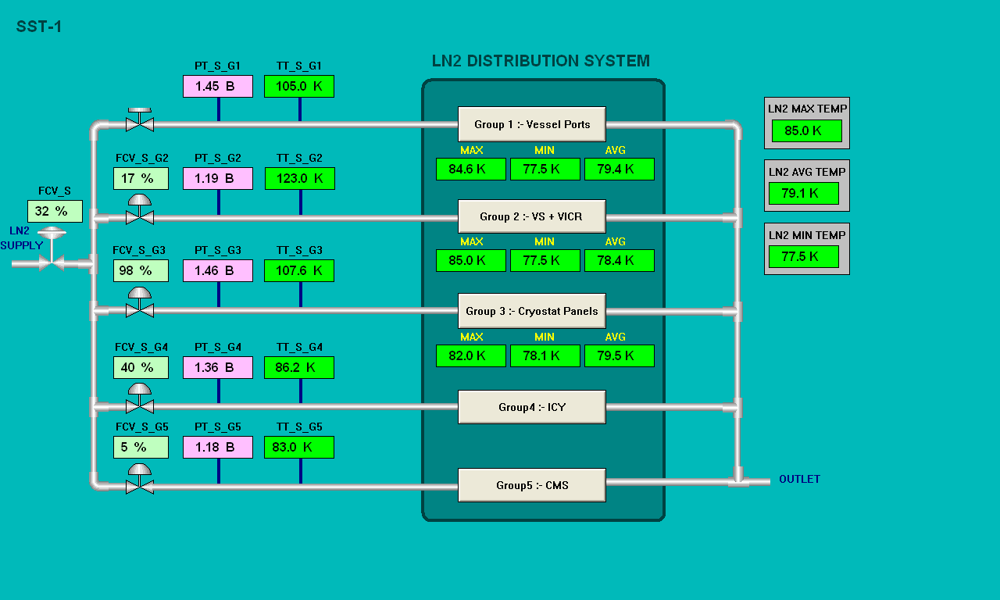 SST-1
LN2 DISTRIBUTION SYSTEM
PT_S_G1
TT_S_G1
1.45 B
105.0 K
LN2 MAX TEMP
85.0 K
Group 1 :- Vessel Ports
MAX MIN AVG
84.6 K 77.5 K 79.4 K
FCV_S_G2
PT_S_G2
TT_S_G2
17 %
1.19 B
123.0 K
LN2 AVG TEMP
79.1 K
FCV_S
32 %
LN2
SUPPLY
Group 2 :- VS + VICR
MAX MIN AVG
85.0 K 77.5 K 78.4 K
LN2 MIN TEMP
77.5 K
FCV_S_G3
PT_S_G3
TT_S_G3
98 %
1.46 B
107.6 K
Group 3 :- Cryostat Panels
MAX MIN AVG
82.0 K 78.1 K 79.5 K
FCV_S_G4
PT_S_G4
TT_S_G4
40 %
1.36 B
86.2 K
Group4 :- ICY
FCV_S_G5
PT_S_G5
TT_S_G5
5 %
1.18 B
83.0 K
Group5 :- CMS
OUTLET